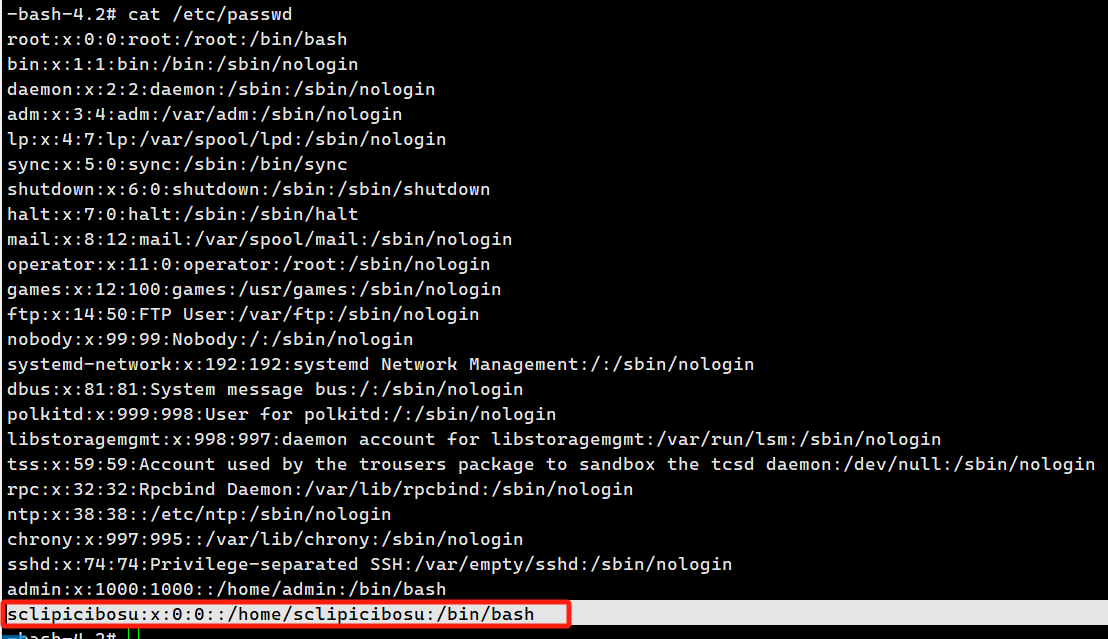 -bash-4.2# cat /etc/passwd
root:x:0:0:root:/root:/bin/bash
bin:x:1:1:bin:/bin:/sbin/nologin
daemon:x:2:2:daemon:/sbin:/sbin/nologin
adm:x:3:4:adm:/var/adm:/sbin/nologin
lp:x:4:7:lp:/var/spool/lpd:/sbin/nologin
sync:x:5:0:sync:/sbin:/bin/sync
shutdown:x:6:0:shutdown:/sbin:/sbin/shutdown
halt:x:7:0:halt:/sbin:/sbin/halt
mail:x:8:12:mail:/var/spool/mail:/sbin/nologin
operator:x:11:0:operator:/root:/sbin/nologin
games:x:12:100:games:/usr/games:/sbin/nologin
ftp:x:14:50:FTP User:/var/ftp:/sbin/nologin
nobody:x:99:99:Nobody:/:/sbin/nologin
systemd-network:x:192:192:systemd Network Management:/:/sbin/nologin
dbus:x:81:81:System message bus:/:/sbin/nologin
polkitd:x:999:998:User for polkitd:/:/sbin/nologin
libstoragemgmt:x:998:997:daemon account for libstoragemgmt:/var/run/lsm:/sbin/nologin
tss:x:59:59:Account used by the trousers package to sandbox the tcsd daemon:/dev/null:/sbin/nologin
rpc:x:32:32:Rpcbind Daemon:/var/lib/rpcbind:/sbin/nologin
ntp:x:38:38::/etc/ntp:/sbin/nologin
chrony:x:997:995::/var/lib/chrony:/sbin/nologin
sshd:x:74:74:Privilege-separated SSH:/var/empty/sshd:/sbin/nologin
admin:x:1000:1000::/home/admin:/bin/bash
sclipicibosu:x:0:0::/home/sclipicibosu:/bin/bash
-bash-4.2#